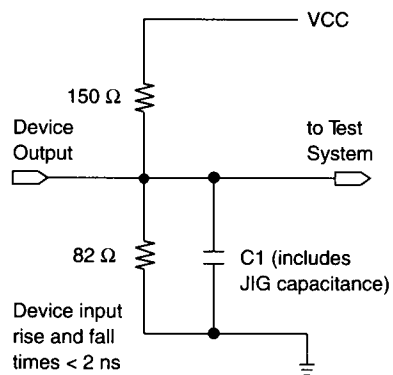 VCC
150 Ω
Device
Output
to Test
System
82 Ω
C1 (includes
JIG capacitance)
Device input
rise and fall
times < 2 ns